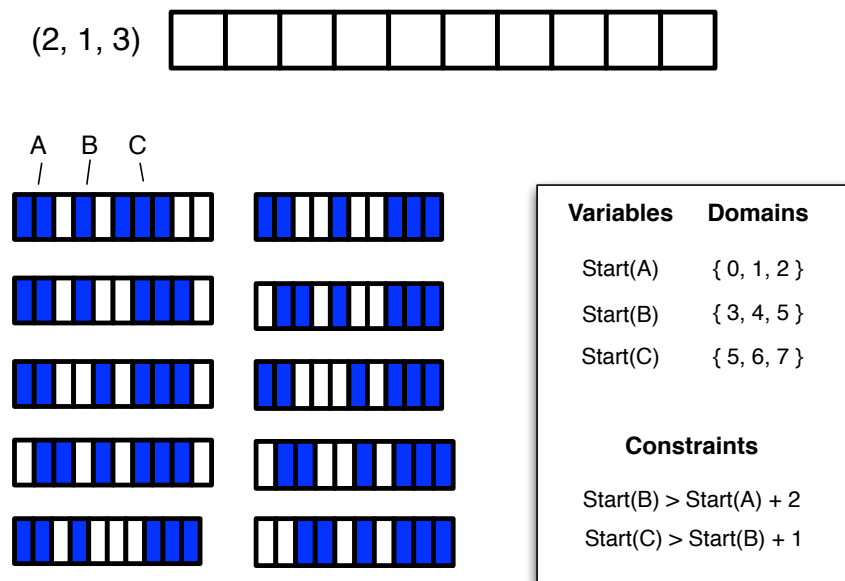 (2, 1, 3)
A B C
Variables Domains
Start(A) { 0, 1, 2 }
Start(B) { 3, 4, 5 }
Start(C) { 5, 6, 7 }
Constraints
Start(B) > Start(A) + 2
Start(C) > Start(B) + 1